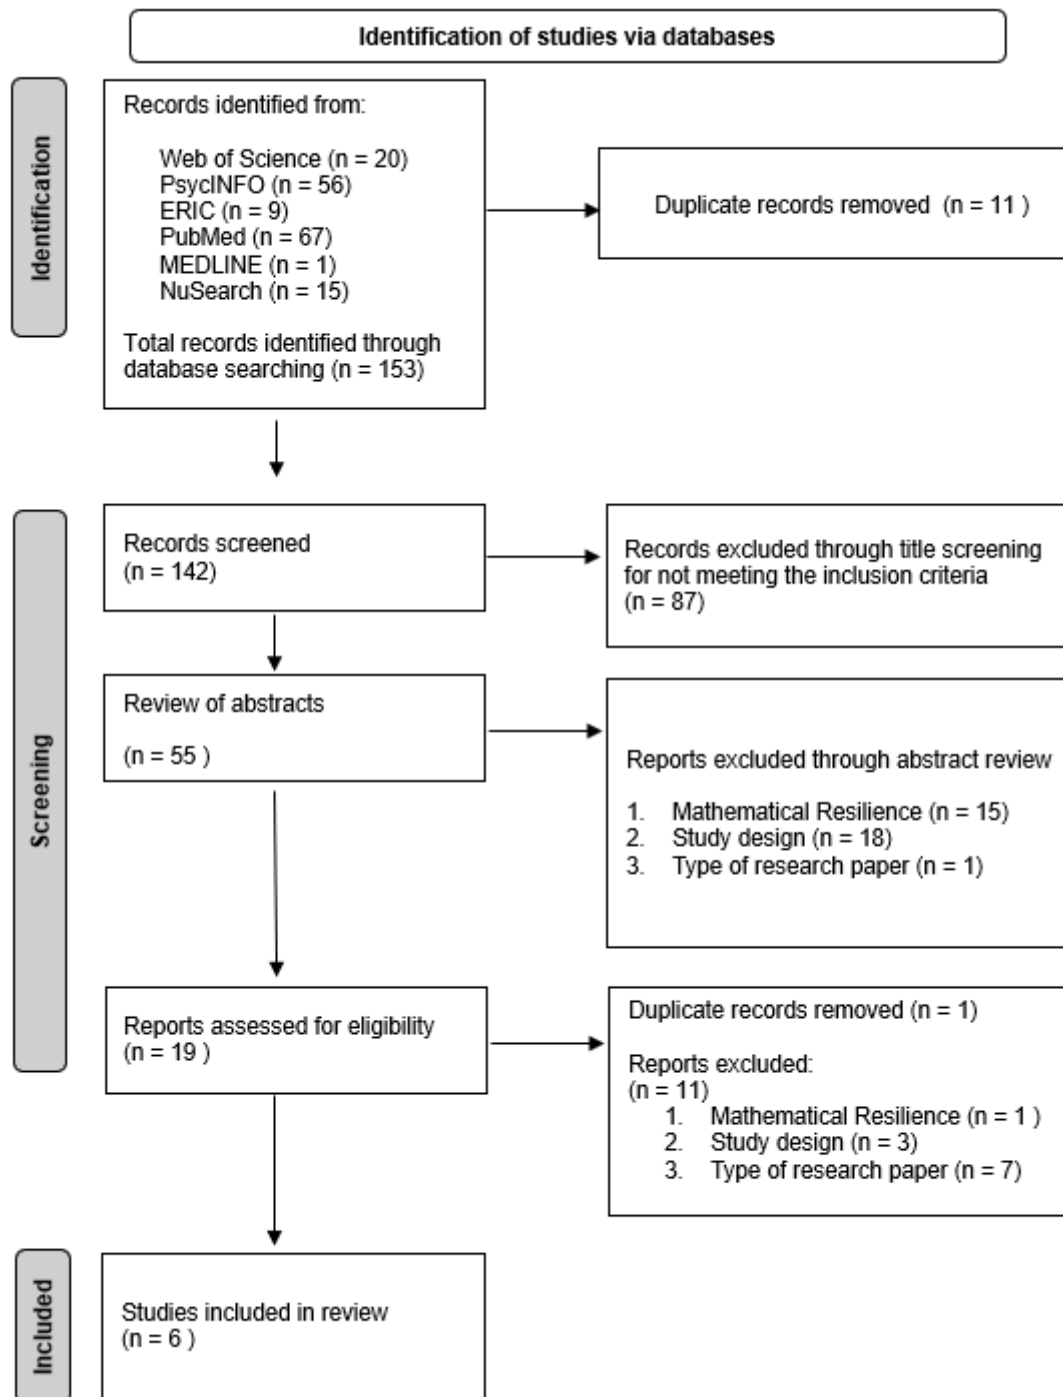 Identification of studies via databases
Identification
Records identified from:
Web of Science (n = 20)
PsycINFO (n = 56)
ERIC (n = 9)
PubMed (n = 67)
MEDLINE (n = 1)
NuSearch (n = 15)
Total records identified through
database searching (n = 153)
Duplicate records removed (n = 11 )
Screening
Records screened
(n = 142)
Records excluded through title screening
for not meeting the inclusion criteria
(n = 87)
Review of abstracts
(n = 55 )
Reports excluded through abstract review
1. Mathematical Resilience (n = 15)
2. Study design (n = 18)
3. Type of research paper (n = 1)
Reports assessed for eligibility
(n = 19 )
Duplicate records removed (n = 1)
Reports excluded:
(n = 11)
1. Mathematical Resilience (n = 1 )
2. Study design (n = 3)
3. Type of research paper (n = 7)
Included
Studies included in review
(n = 6 )